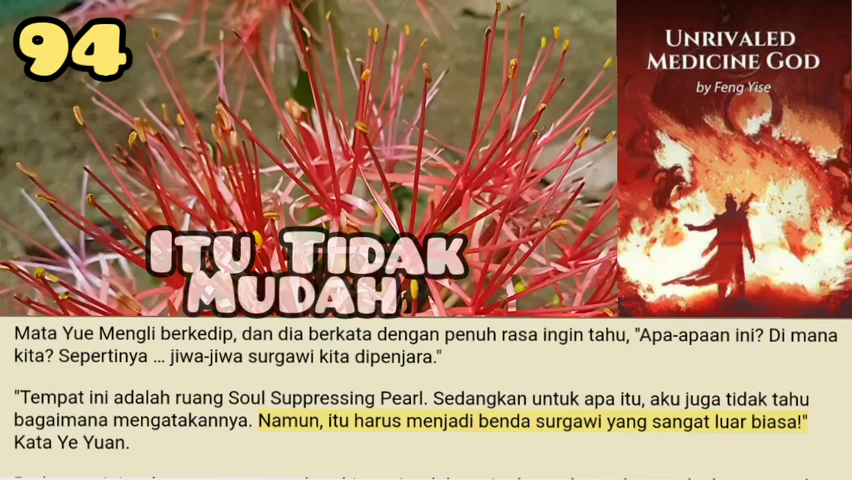 94
UNRIVALED
MEDICINE GOD
by Feng Yise
ITU TIDAK
MUDAH
Mata Yue Mengli berkedip, dan dia berkata dengan penuh rasa ingin tahu, "Apa-apaan ini? Di mana
kita? Sepertinya ... jiwa-jiwa surgawi kita dipenjara."
"Tempat ini adalah ruang Soul Suppressing Pearl. Sedangkan untuk apa itu, aku juga tidak tahu
bagaimana mengatakannya. Namun, itu harus menjadi benda surgawi yang sangat luar biasa!"
Kata Ye Yuan.